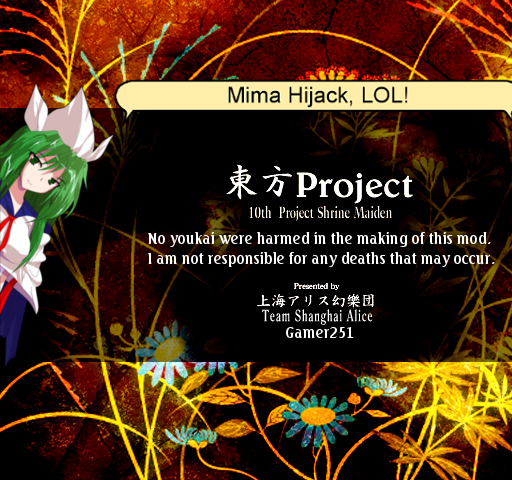 Mima Hijack, LOL!
東方Project
10th Project Shrine Maiden
No youkai were harmed in the making of this mod.
I am not responsible for any deaths that may occur.
Presented by
上海アリス幻樂団
Team Shanghai Alice
Gamer251